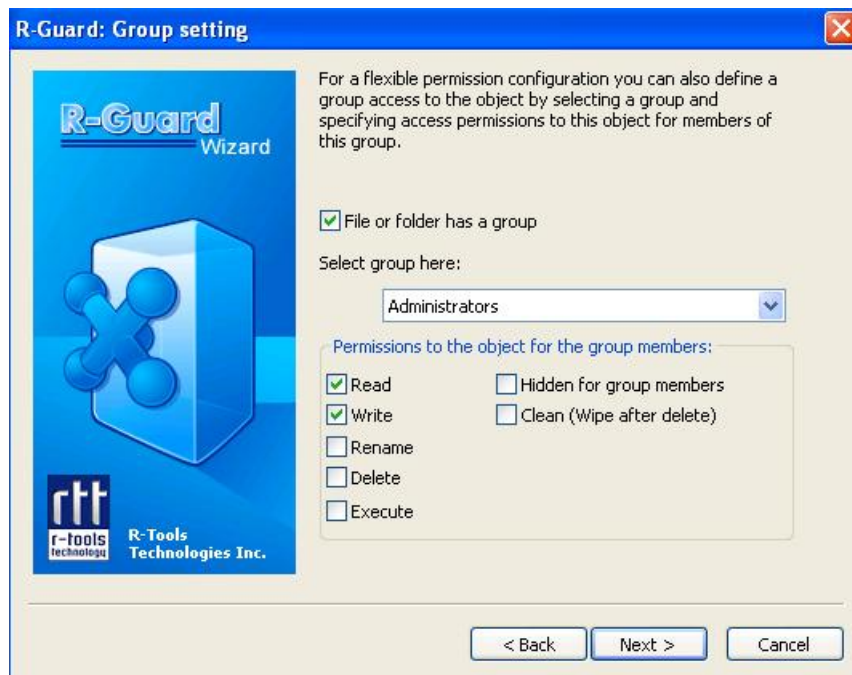 R-Guard: Group setting
R-Guard
Wizard
For a flexible permission configuration you can also define a
group access to the object by selecting a group and
specifying access permissions to this object for members of
this group.
File or folder has a group
Select group here:
Administrators
Permissions to the object for the group members:
Read
Hidden for group members
Write
Clean (Wipe after delete)
Rename
Delete
Execute
rtt
r-tools
technology
R-Tools
Technologies Inc.
< Back
Next >
Cancel